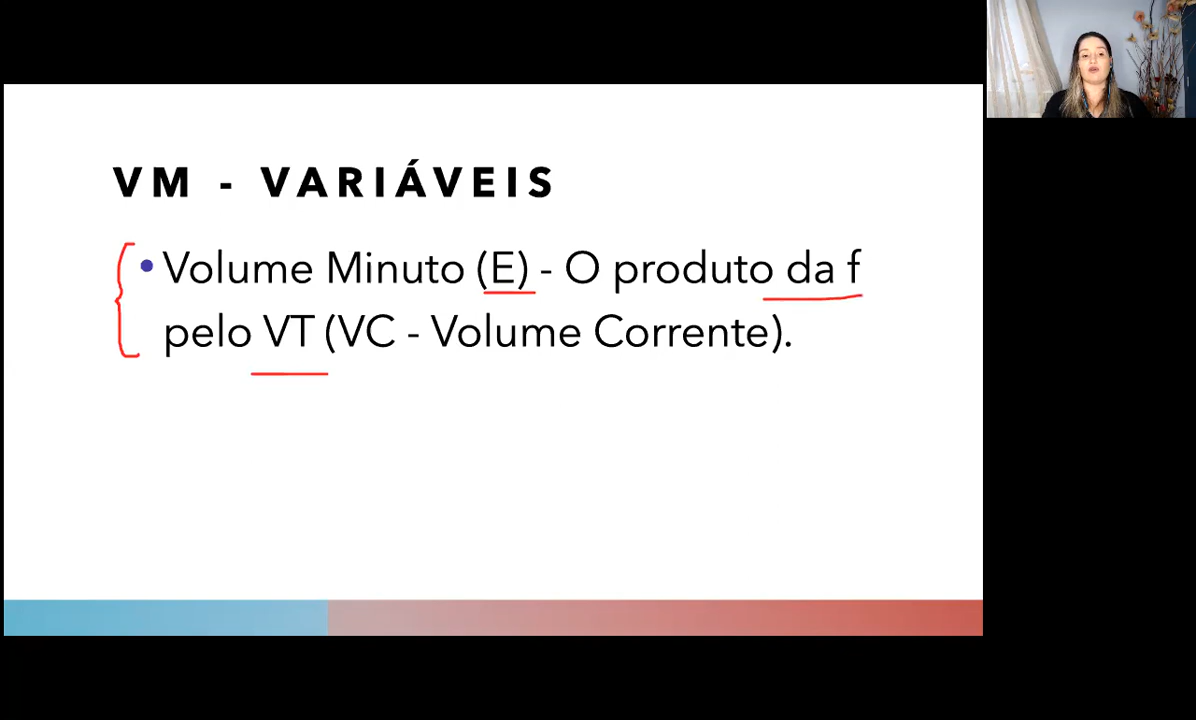 VM - VARIÁVEIS
• Volume Minuto (E) - O produto da f
pelo VT (VC - Volume Corrente).